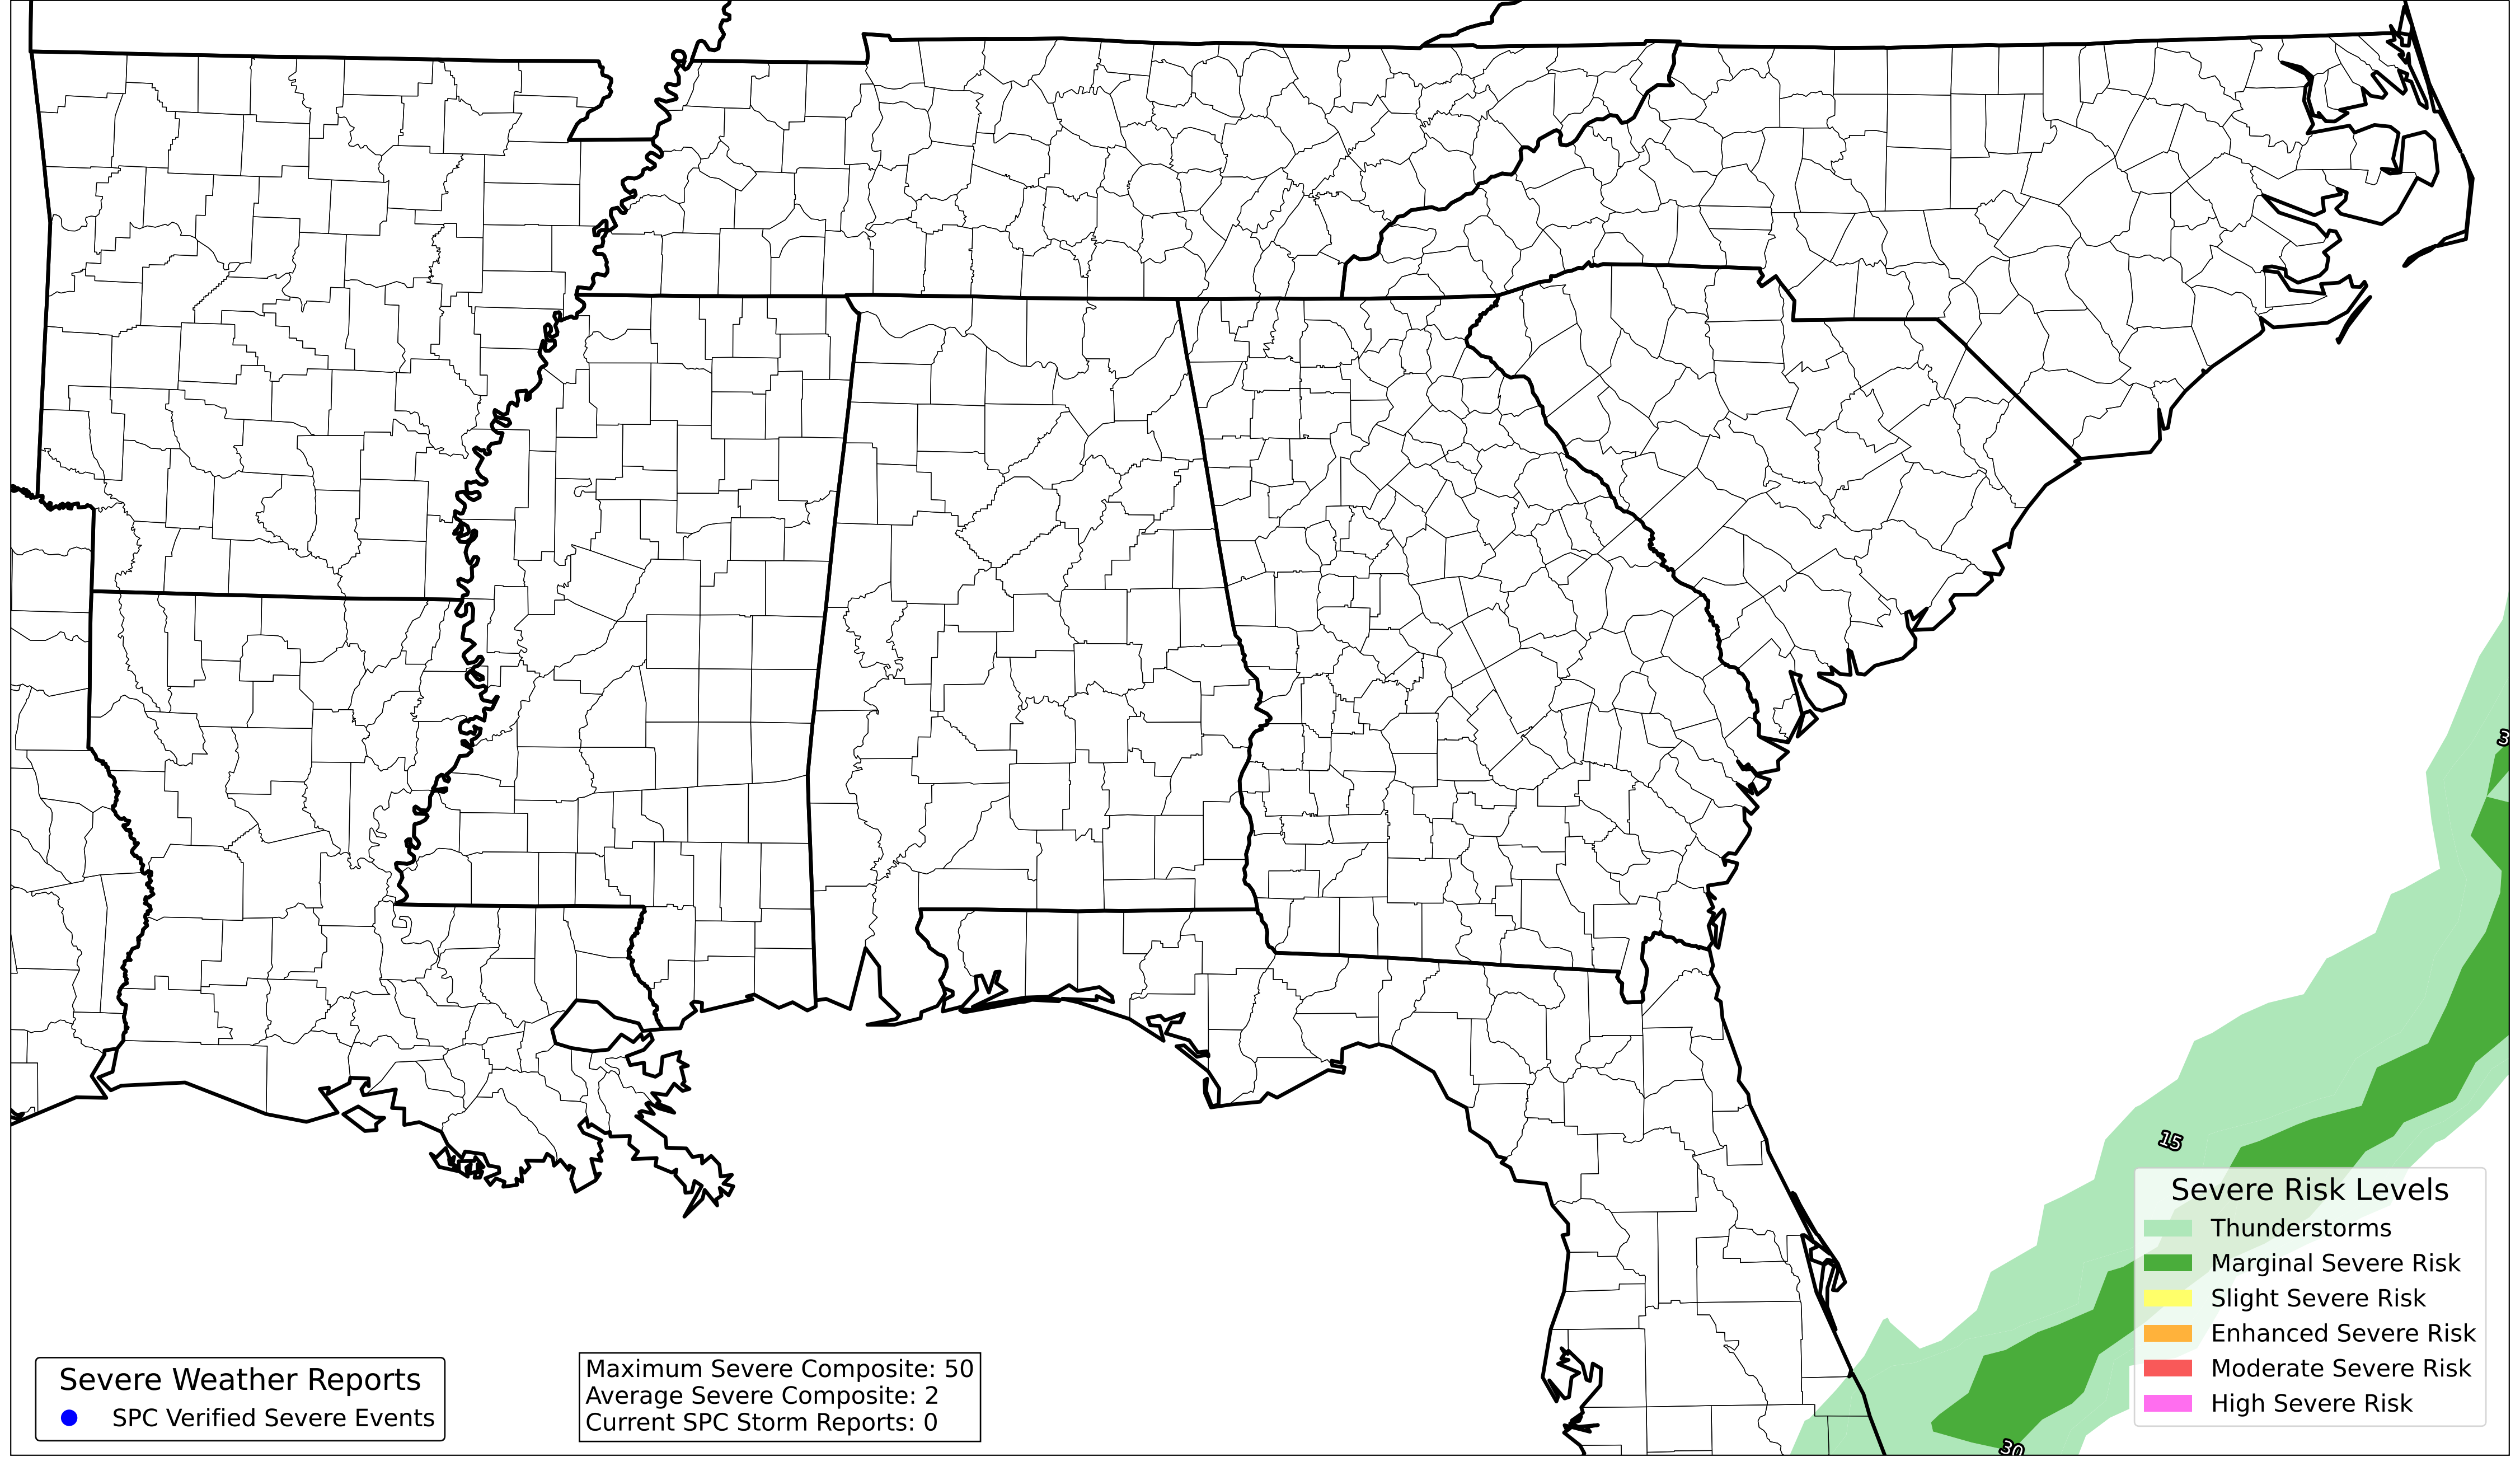 3
15
Severe Risk Levels
Thunderstorms
Marginal Severe Risk
Slight Severe Risk
Enhanced Severe Risk
Moderate Severe Risk
High Severe Risk
Severe Weather Reports
SPC Verified Severe Events
Maximum Severe Composite: 50
Average Severe Composite: 2
Current SPC Storm Reports: 0
30